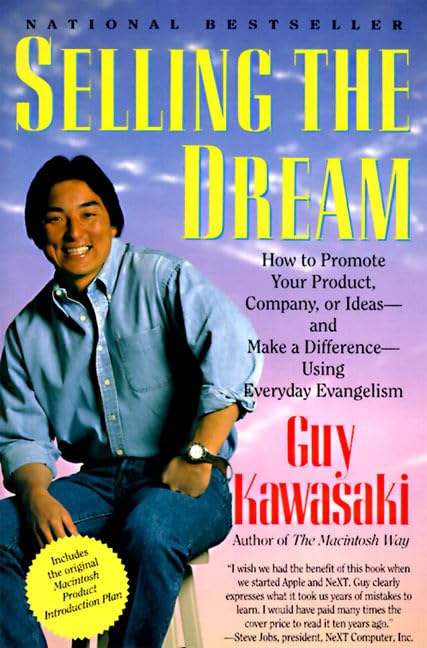 NATIONAL BESTSELLER
SELLING THE
DREAM
How to Promote
Your Product,
Company, or Ideas—
and
Make a Difference—
Using
Everyday Evangelism
Guy
Kawasaki
Author of The Macintosh Way
Includes
the original
Macintosh
Product
Introduction Plan
"I wish we had the benefit of this book when
we started Apple and NeXT. Guy clearly
expresses what it took us years of mistakes to
learn. I would have paid many times the
cover price to read it ten years ago."
—Steve Jobs, president, NeXT Computer, Inc.